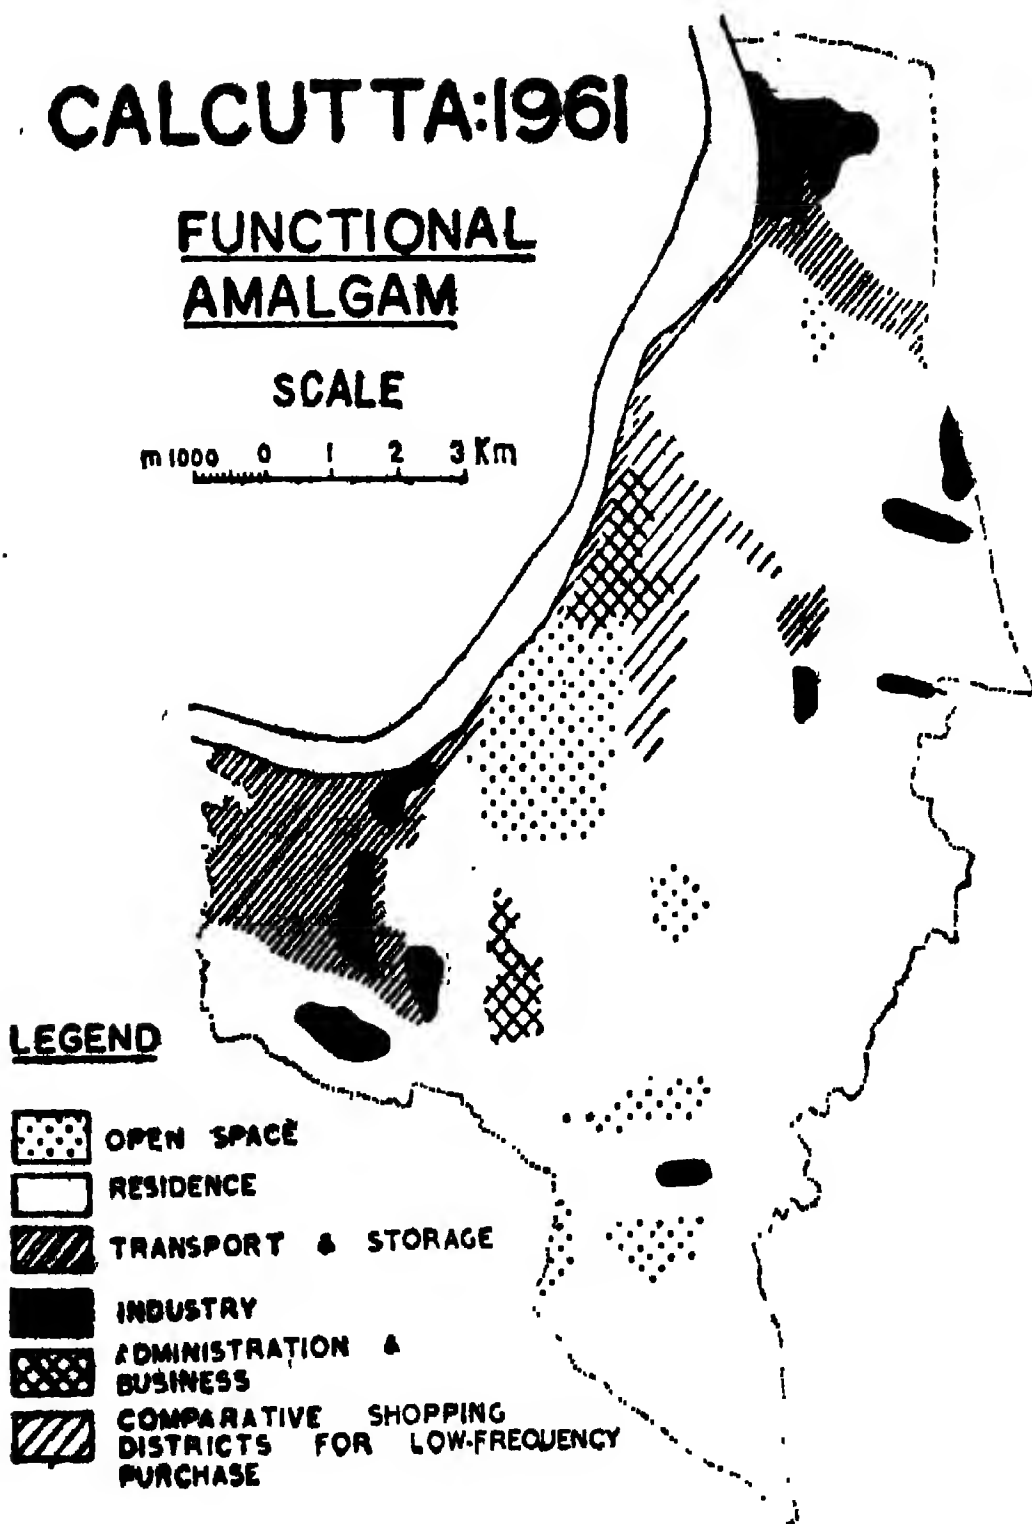 CALCUTTA:1961
FUNCTIONAL
AMALGAM
SCALE
m 1000 0 1 2 3 Km
LEGEND
OPEN SPACE
RESIDENCE
TRANSPORT & STORAGE
INDUSTRY
ADMINISTRATION &
BUSINESS
COMPARATIVE SHOPPING
DISTRICTS FOR LOW-FREQUENCY
PURCHASE